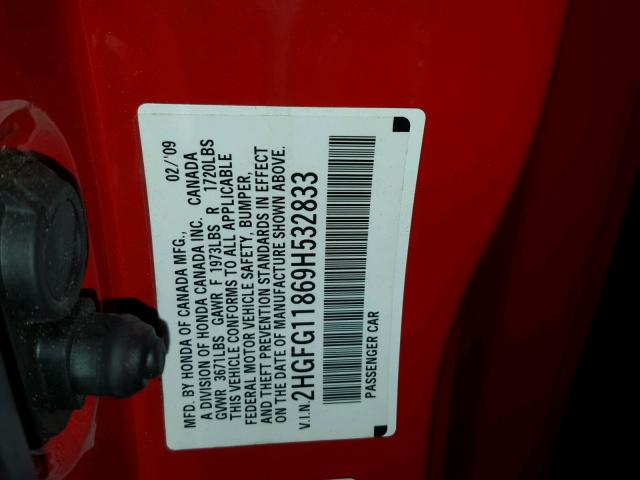 MFD. BY HONDA OF CANADA MFG., 02/'09
A DIVISION OF HONDA CANADA INC. CANADA
GVWR 3671LBS GAWR F 1973LBS R 1720LBS
THIS VEHICLE CONFORMS TO ALL APPLICABLE
FEDERAL MOTOR VEHICLE SAFETY, BUMPER,
AND THEFT PREVENTION STANDARDS IN EFFECT
ON THE DATE OF MANUFACTURE SHOWN ABOVE.
V.I.N. 2HGFG11869H532833
PASSENGER CAR